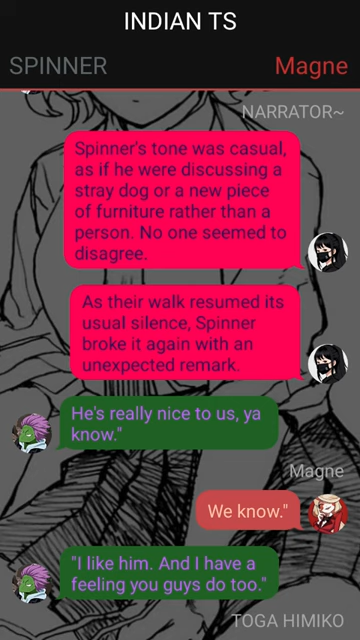 INDIAN TS
SPINNER
Magne
NARRATOR~
Spinner's tone was casual,
as if he were discussing a
stray dog or a new piece
of furniture rather than a
person. No one seemed to
disagree.
As their walk resumed its
usual silence, Spinner
broke it again with an
unexpected remark.
He's really nice to us, ya
know."
Magne
We know."
"I like him. And I have a
feeling you guys do too."
TOGA HIMIKO